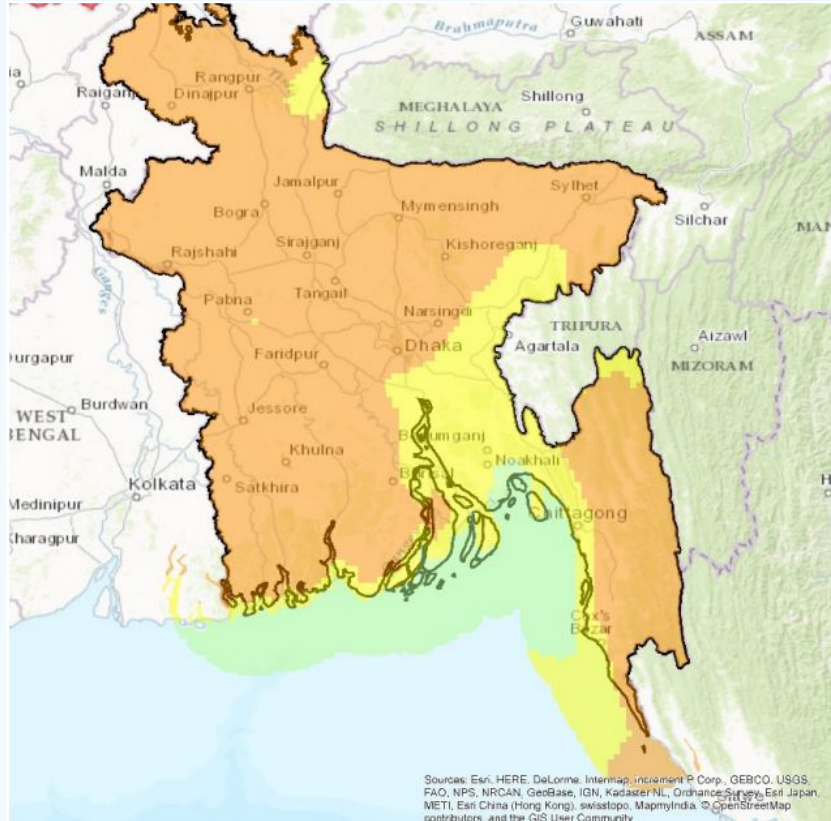 Guwahati
Brahmaputra
ASSAM
Rangpur
Raiganj
Dinajpur
MEGHALAYA
Shillong
SHILLONG PLATEAU
Malda
Jamalpur
Sylhet
Bogra
Mymensingh
Silchar
Rajshahi
Sirajganj
Kishoreganj
MAN
Ganges
Pabna
Tangail
Narsingdi
TRIPURA
Dhaka
Agartala
Aizawl
Durgapur
Faridpur
MIZORAM
WEST
BENGAL
Burdwan
Jessore
Khulna
Noakhali
Kolkata
Satkhira
Medinipur
Chittagong
Kharagpur
Cox's
Bazar
Sources: Esri, HERE, DeLorme, Intermap, increment P Corp., GEBCO, USGS,
FAO, NPS, NRCAN, GeoBase, IGN, Kadaster NL, Ordnance Survey, Esri Japan,
METI, Esri China (Hong Kong), swisstopo, MapmyIndia, © OpenStreetMap
contributors, and the GIS User Community